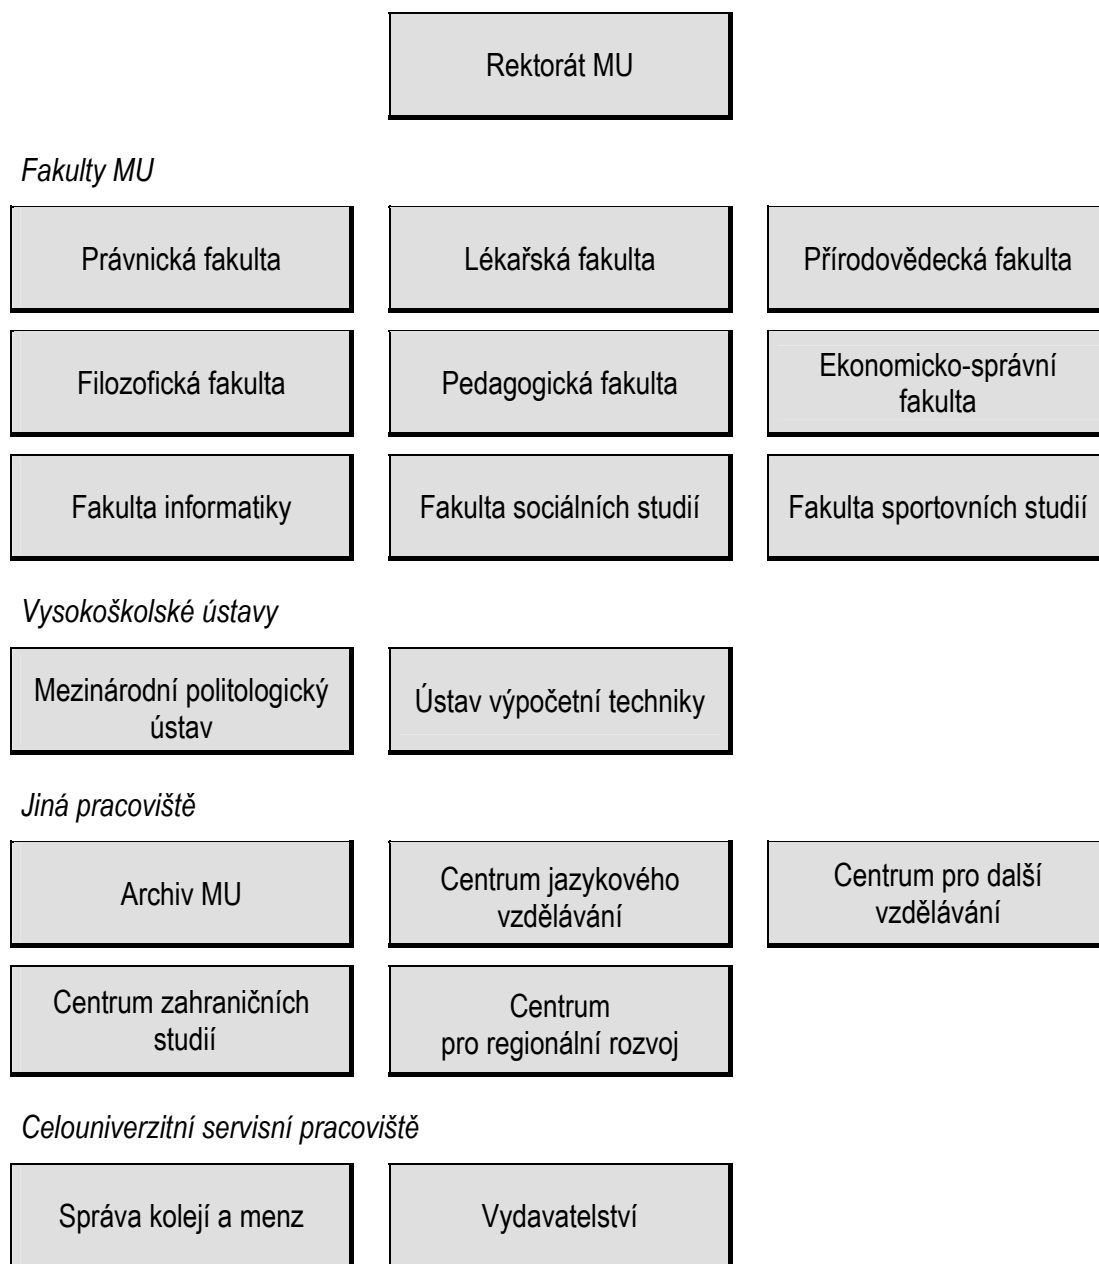 Rektorát MU
Fakulty MU
Právnická fakulta
Lékařská fakulta
Přírodovědecká fakulta
Filozofická fakulta
Pedagogická fakulta
Ekonomicko-správní
fakulta
Fakulta informatiky
Fakulta sociálních studií
Fakulta sportovních studií
Vysokoškolské ústavy
Mezinárodní politologický
ústav
Ústav výpočetní techniky
Jiná pracoviště
Archiv MU
Centrum jazykového
vzdělávání
Centrum pro další
vzdělávání
Centrum zahraničních
studií
Centrum
pro regionální rozvoj
Celouniverzitní servisní pracoviště
Správa kolejí a menz
Vydavatelství